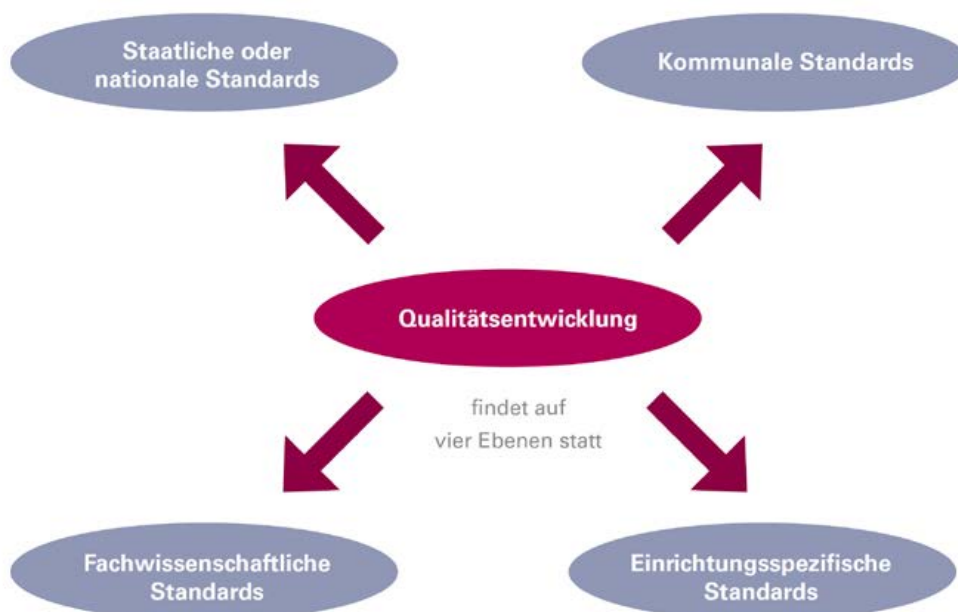 Staatliche oder
nationale Standards
Kommunale Standards
Qualitätsentwicklung
findet auf
vier Ebenen statt
Fachwissenschaftliche
Standards
Einrichtungsspezifische
Standards